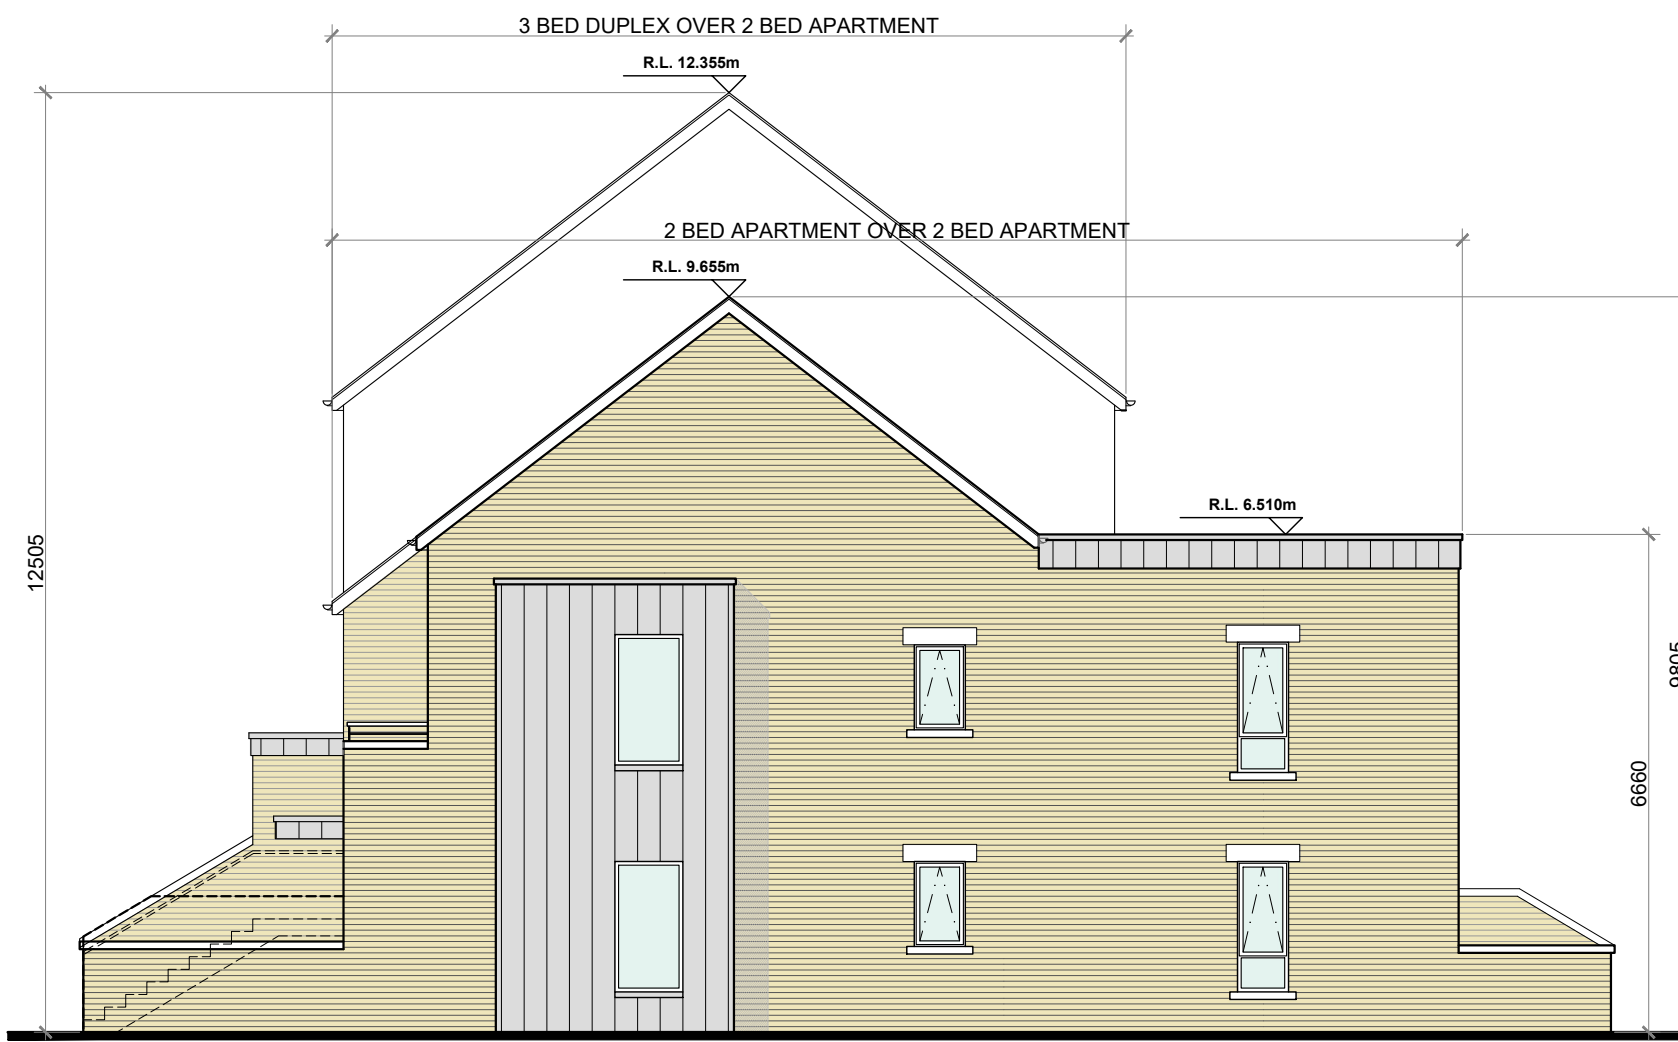 3 BED DUPLEX OVER 2 BED APARTMENT
R.L. 12.355m
2 BED APARTMENT OVER 2 BED APARTMENT
R.L. 9.655m
R.L. 6.510m
12505
9805
6660